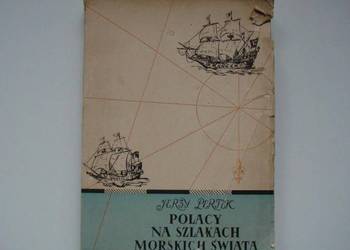 JERZY PERTEK
POLACY
NA SZLAKACH
MORSKICH ŚWIATA